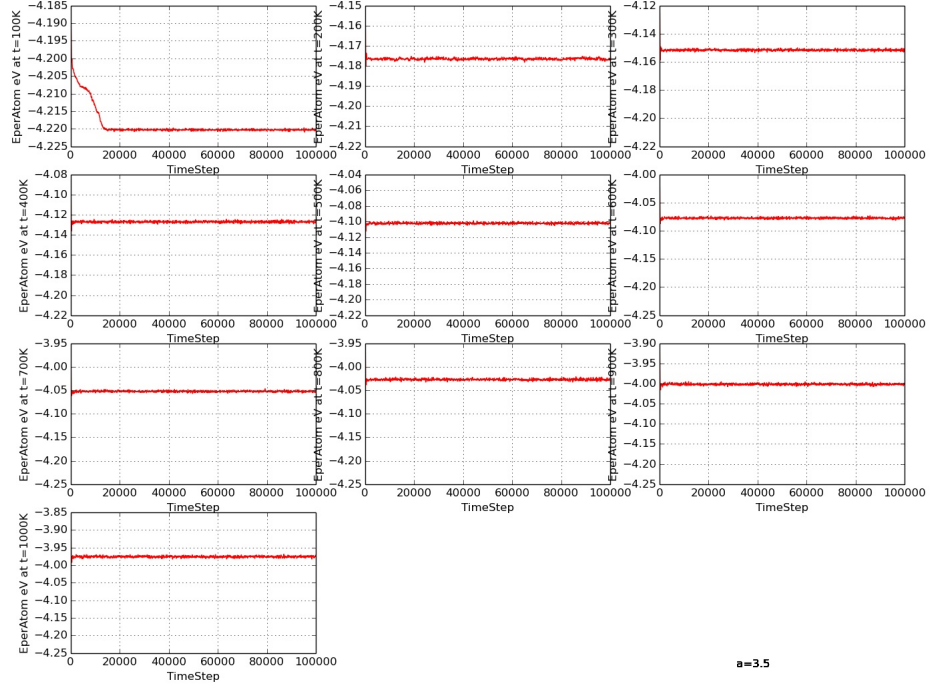 EperAtom eV at t=100K
−4.185
−4.190
−4.195
−4.200
−4.205
−4.210
−4.215
−4.220
−4.225
0 20000 40000 60000 80000 100000
TimeStep
EperAtom eV at t=200K
−4.15
−4.16
−4.17
−4.18
−4.19
−4.20
−4.21
−4.22
0 20000 40000 60000 80000 100000
TimeStep
EperAtom eV at t=300K
−4.12
−4.14
−4.16
−4.18
−4.20
−4.22
0 20000 40000 60000 80000 100000
TimeStep
EperAtom eV at t=400K
−4.08
−4.10
−4.12
−4.14
−4.16
−4.18
−4.20
−4.22
0 20000 40000 60000 80000 100000
TimeStep
EperAtom eV at t=500K
−4.04
−4.06
−4.08
−4.10
−4.12
−4.14
−4.16
−4.18
−4.20
−4.22
0 20000 40000 60000 80000 100000
TimeStep
EperAtom eV at t=600K
−4.00
−4.05
−4.10
−4.15
−4.20
−4.25
0 20000 40000 60000 80000 100000
TimeStep
EperAtom eV at t=700K
−3.95
−4.00
−4.05
−4.10
−4.15
−4.20
−4.25
0 20000 40000 60000 80000 100000
TimeStep
EperAtom eV at t=800K
−3.95
−4.00
−4.05
−4.10
−4.15
−4.20
−4.25
0 20000 40000 60000 80000 100000
TimeStep
EperAtom eV at t=900K
−3.90
−3.95
−4.00
−4.05
−4.10
−4.15
−4.20
−4.25
0 20000 40000 60000 80000 100000
TimeStep
EperAtom eV at t=1000K
−3.85
−3.90
−3.95
−4.00
−4.05
−4.10
−4.15
−4.20
−4.25
0 20000 40000 60000 80000 100000
TimeStep
a=3.5